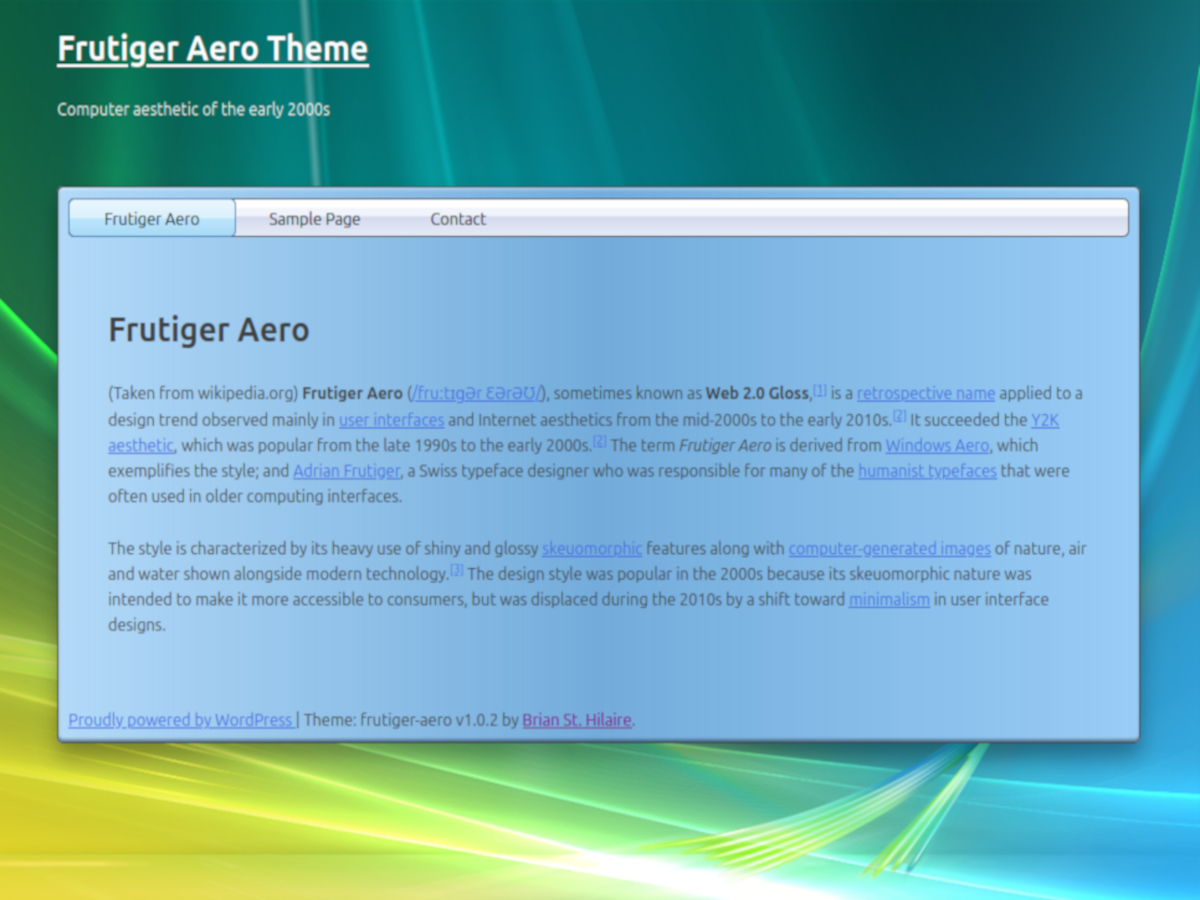 Frutiger Aero Theme
Computer aesthetic of the early 2000s
Frutiger Aero Sample Page Contact
Frutiger Aero
(Taken from wikipedia.org) Frutiger Aero (/fruːtɪɡər ɛəroʊ/), sometimes known as Web 2.0 Gloss,[1] is a retrospective name applied to a
design trend observed mainly in user interfaces and Internet aesthetics from the mid-2000s to the early 2010s.[2] It succeeded the Y2K
aesthetic, which was popular from the late 1990s to the early 2000s.[2] The term Frutiger Aero is derived from Windows Aero, which
exemplifies the style; and Adrian Frutiger, a Swiss typeface designer who was responsible for many of the humanist typefaces that were
often used in older computing interfaces.
The style is characterized by its heavy use of shiny and glossy skeuomorphic features along with computer-generated images of nature, air
and water shown alongside modern technology.[3] The design style was popular in the 2000s because its skeuomorphic nature was
intended to make it more accessible to consumers, but was displaced during the 2010s by a shift toward minimalism in user interface
designs.
Proudly powered by WordPress | Theme: frutiger-aero v1.0.2 by Brian St. Hilaire.